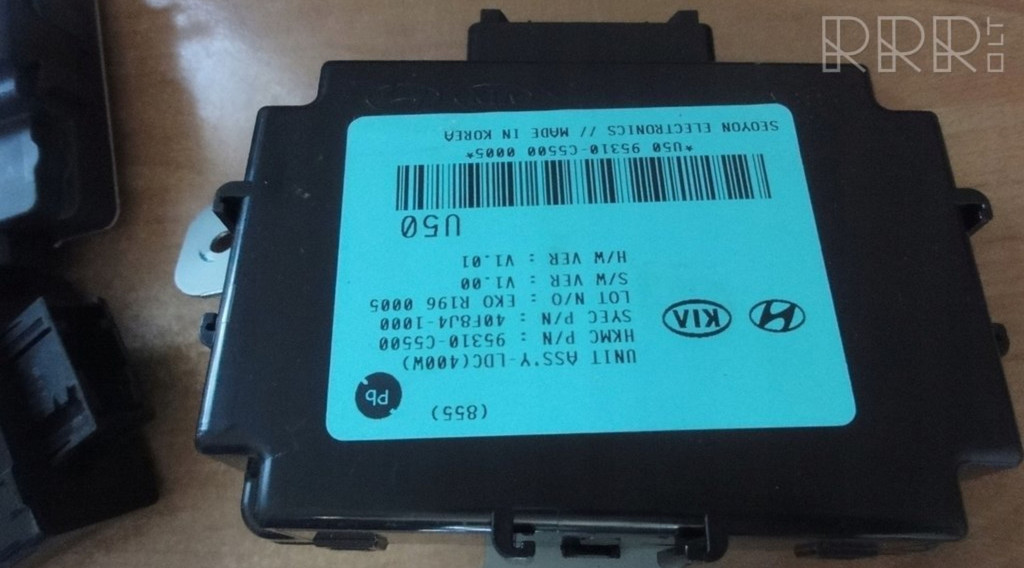 RRR.LT
(855)
Pb
UNIT ASS'Y-LDC(400W)
HKMC P/N : 95310-C5500
SYEC P/N : 40F8J4-1000
LOT N/O : EKO R196 0005
S/W VER : V1.00
H/W VER : V1.01
KIA
U50
*U50 95310-C5500 0005*
SEOYON ELECTRONICS // MADE IN KOREA